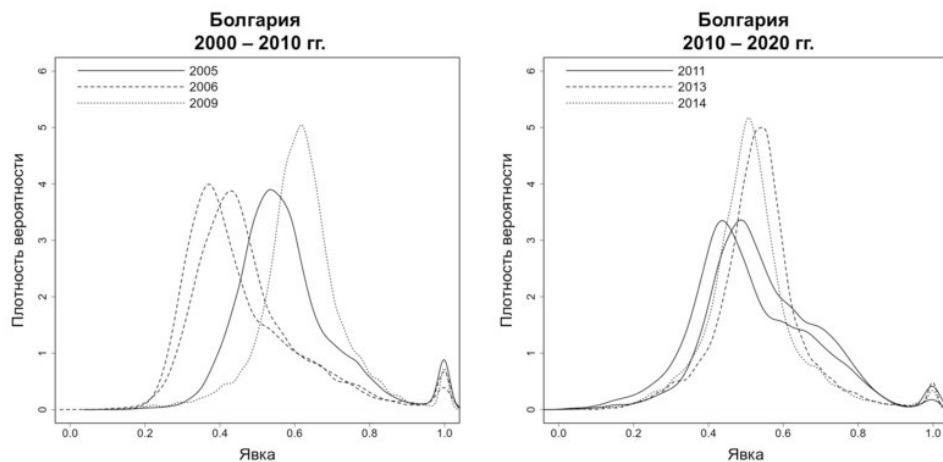 Болгария
2000 – 2010 гг.
6
5
4
3
2
1
0
Плотность вероятности
2005
2006
2009
0.0 0.2 0.4 0.6 0.8 1.0
Явка
Болгария
2010 – 2020 гг.
6
5
4
3
2
1
0
Плотность вероятности
2011
2013
2014
0.0 0.2 0.4 0.6 0.8 1.0
Явка